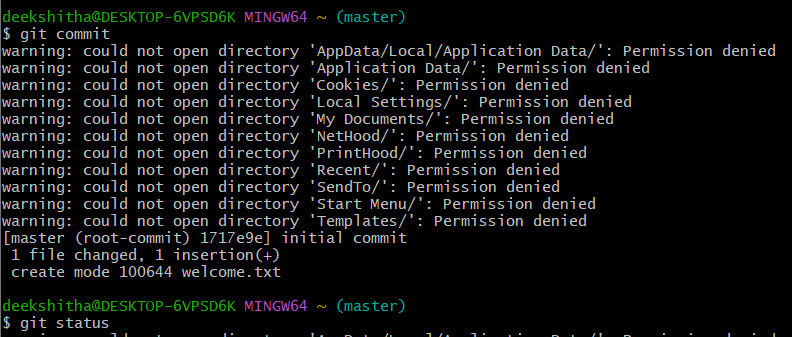 deekshitha@DESKTOP-6VPSD6K MINGW64 ~ (master)
$ git commit
warning: could not open directory 'AppData/Local/Application Data/': Permission denied
warning: could not open directory 'Application Data/': Permission denied
warning: could not open directory 'Cookies/': Permission denied
warning: could not open directory 'Local Settings/': Permission denied
warning: could not open directory 'My Documents/': Permission denied
warning: could not open directory 'NetHood/': Permission denied
warning: could not open directory 'PrintHood/': Permission denied
warning: could not open directory 'Recent/': Permission denied
warning: could not open directory 'SendTo/': Permission denied
warning: could not open directory 'Start Menu/': Permission denied
warning: could not open directory 'Templates/': Permission denied
[master (root-commit) 1717e9e] initial commit
 1 file changed, 1 insertion(+)
 create mode 100644 welcome.txt
deekshitha@DESKTOP-6VPSD6K MINGW64 ~ (master)
$ git status